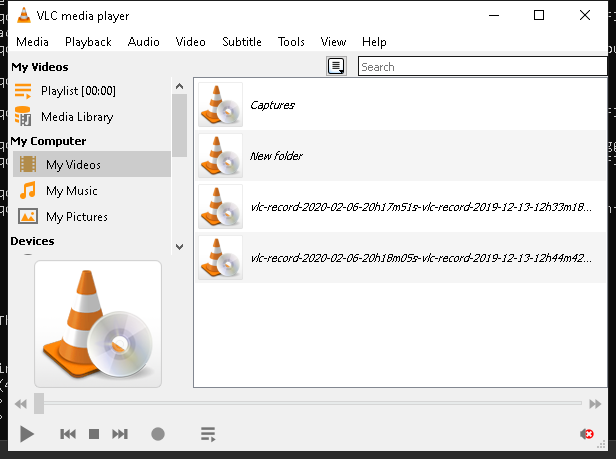 VLC media player
Media Playback Audio Video Subtitle Tools View Help
My Videos
Search
Playlist [00:00]
Media Library
My Computer
My Videos
My Music
My Pictures
Devices
Captures
New folder
vlc-record-2020-02-06-20h17m51s-vlc-record-2019-12-13-12h33m18...
vlc-record-2020-02-06-20h18m05s-vlc-record-2019-12-13-12h44m42...